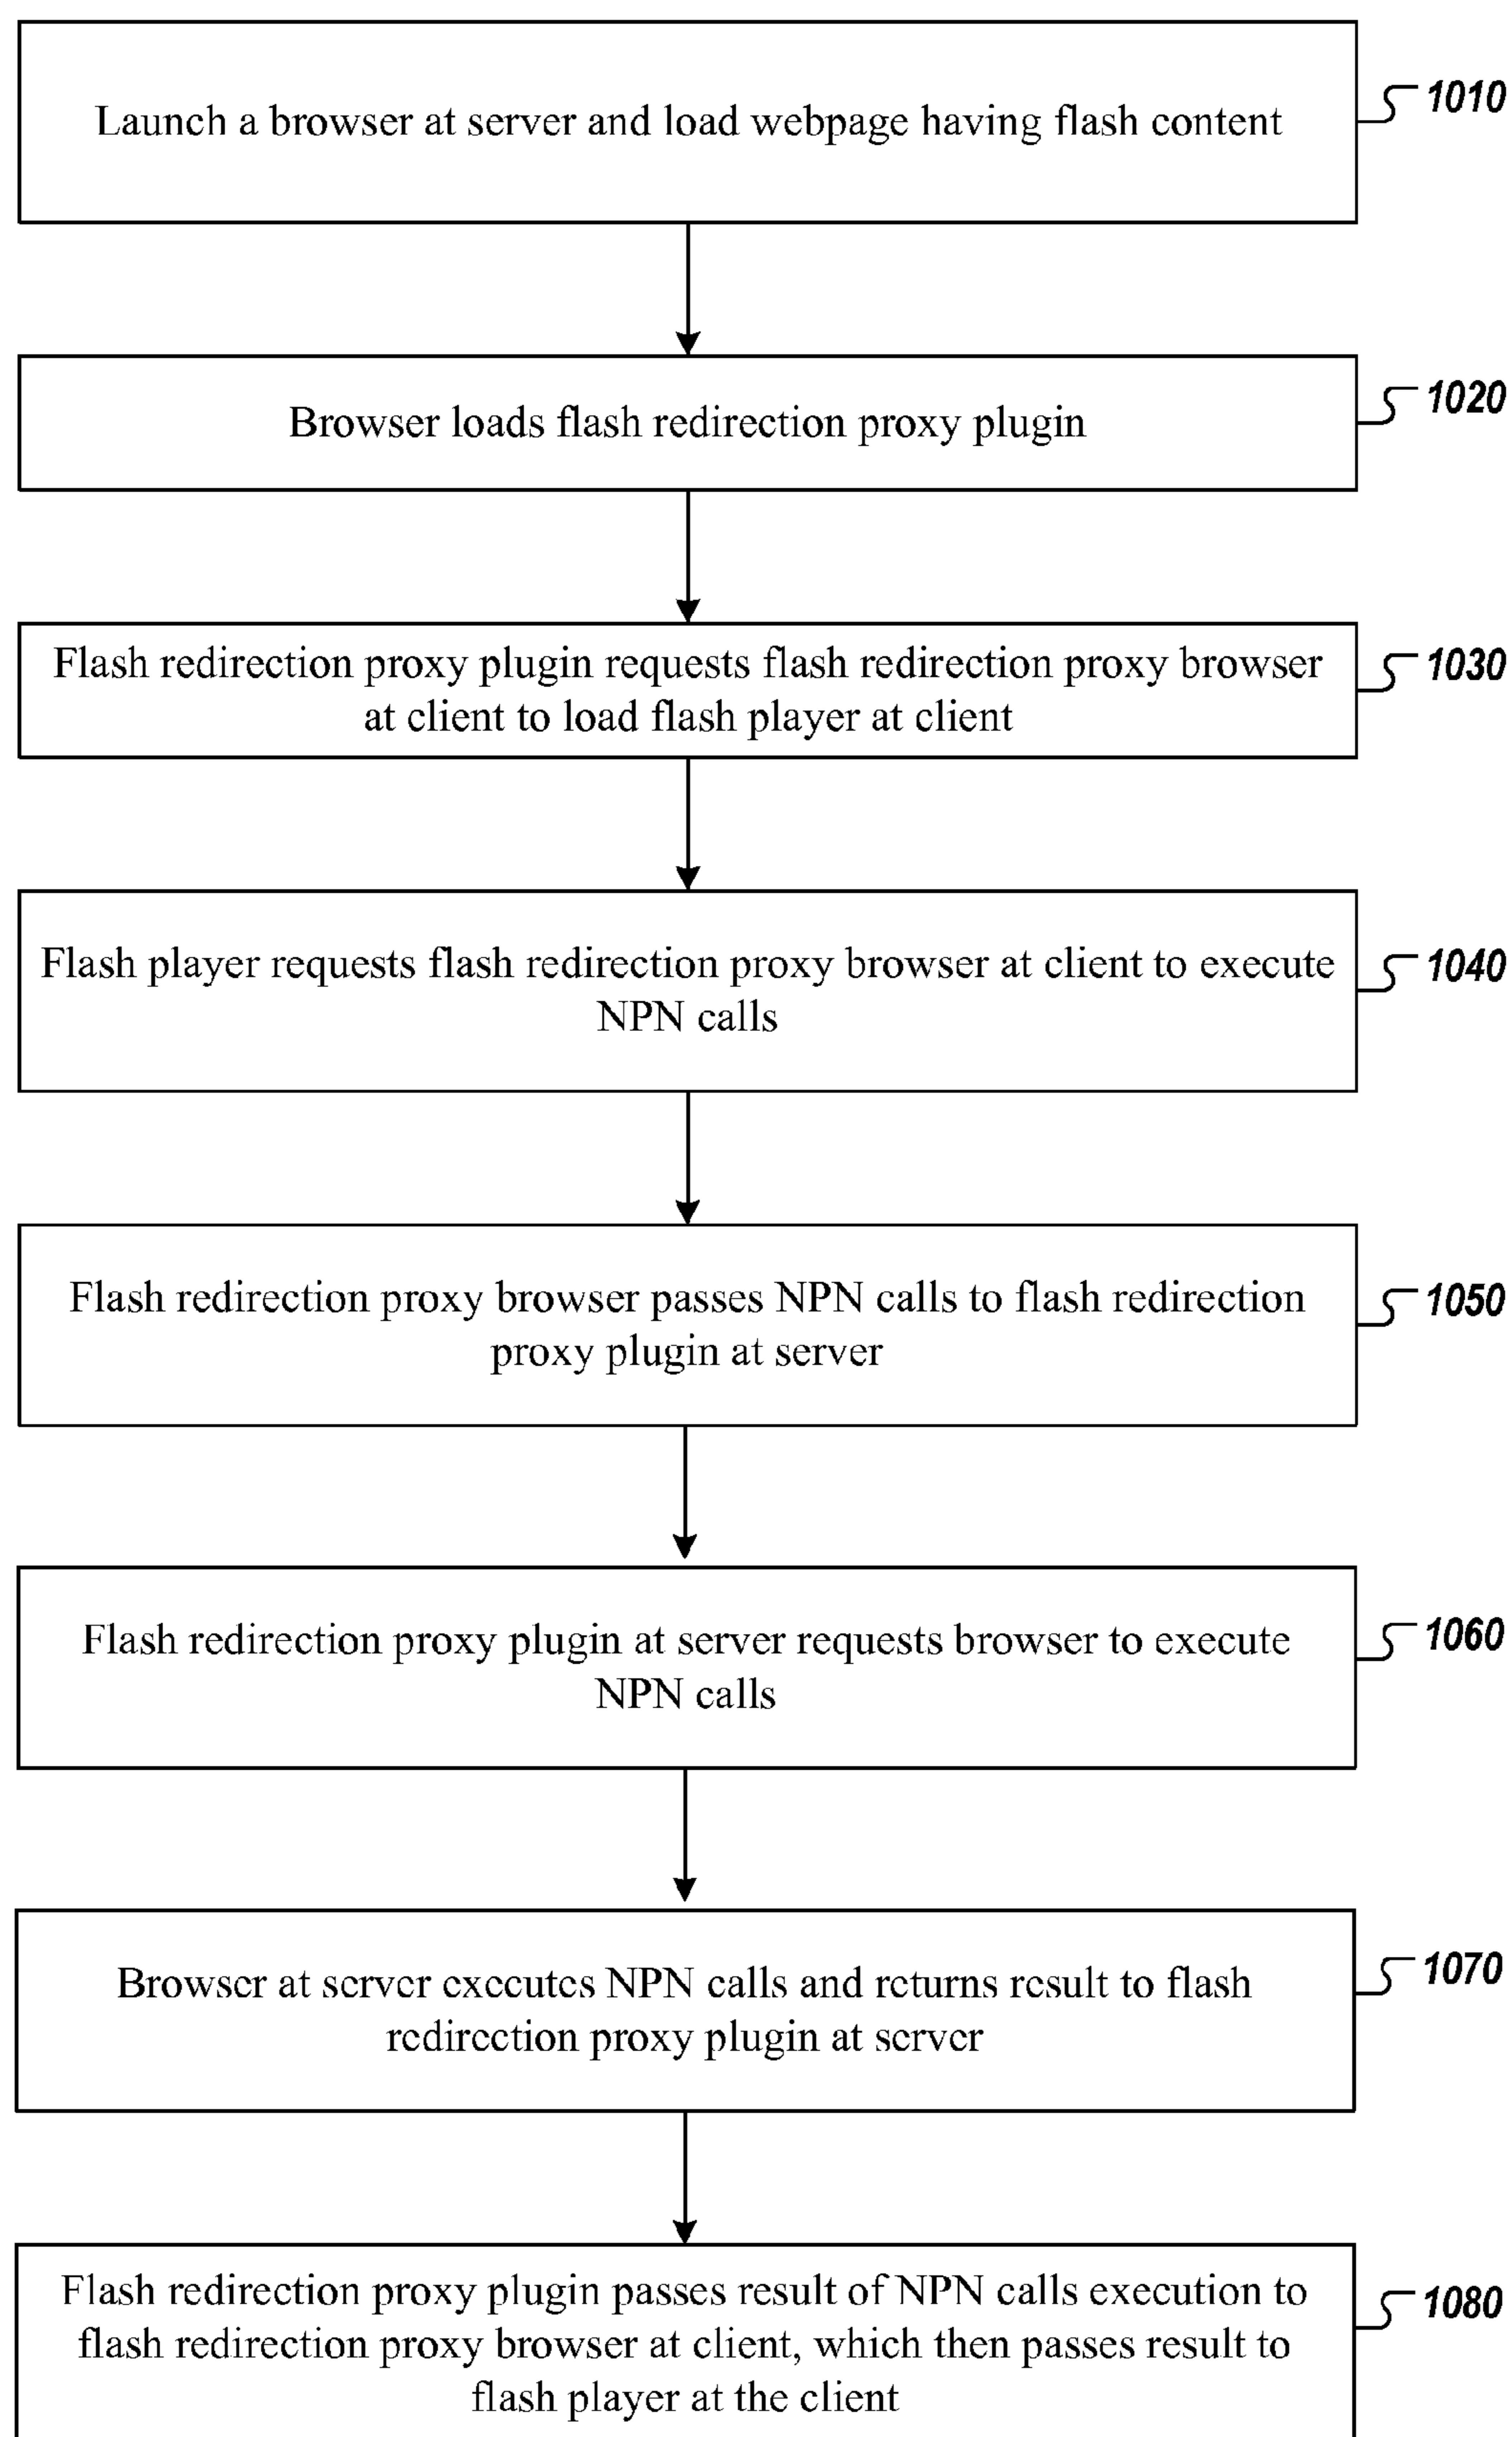 Launch a browser at server and load webpage having flash content
1010
Browser loads flash redirection proxy plugin
1020
Flash redirection proxy plugin requests flash redirection proxy browser
at client to load flash player at client
1030
Flash player requests flash redirection proxy browser at client to execute
NPN calls
1040
Flash redirection proxy browser passes NPN calls to flash redirection
proxy plugin at server
1050
Flash redirection proxy plugin at server requests browser to execute
NPN calls
1060
Browser at server executes NPN calls and returns result to flash
redirection proxy plugin at server
1070
Flash redirection proxy plugin passes result of NPN calls execution to
flash redirection proxy browser at client, which then passes result to
flash player at the client
1080